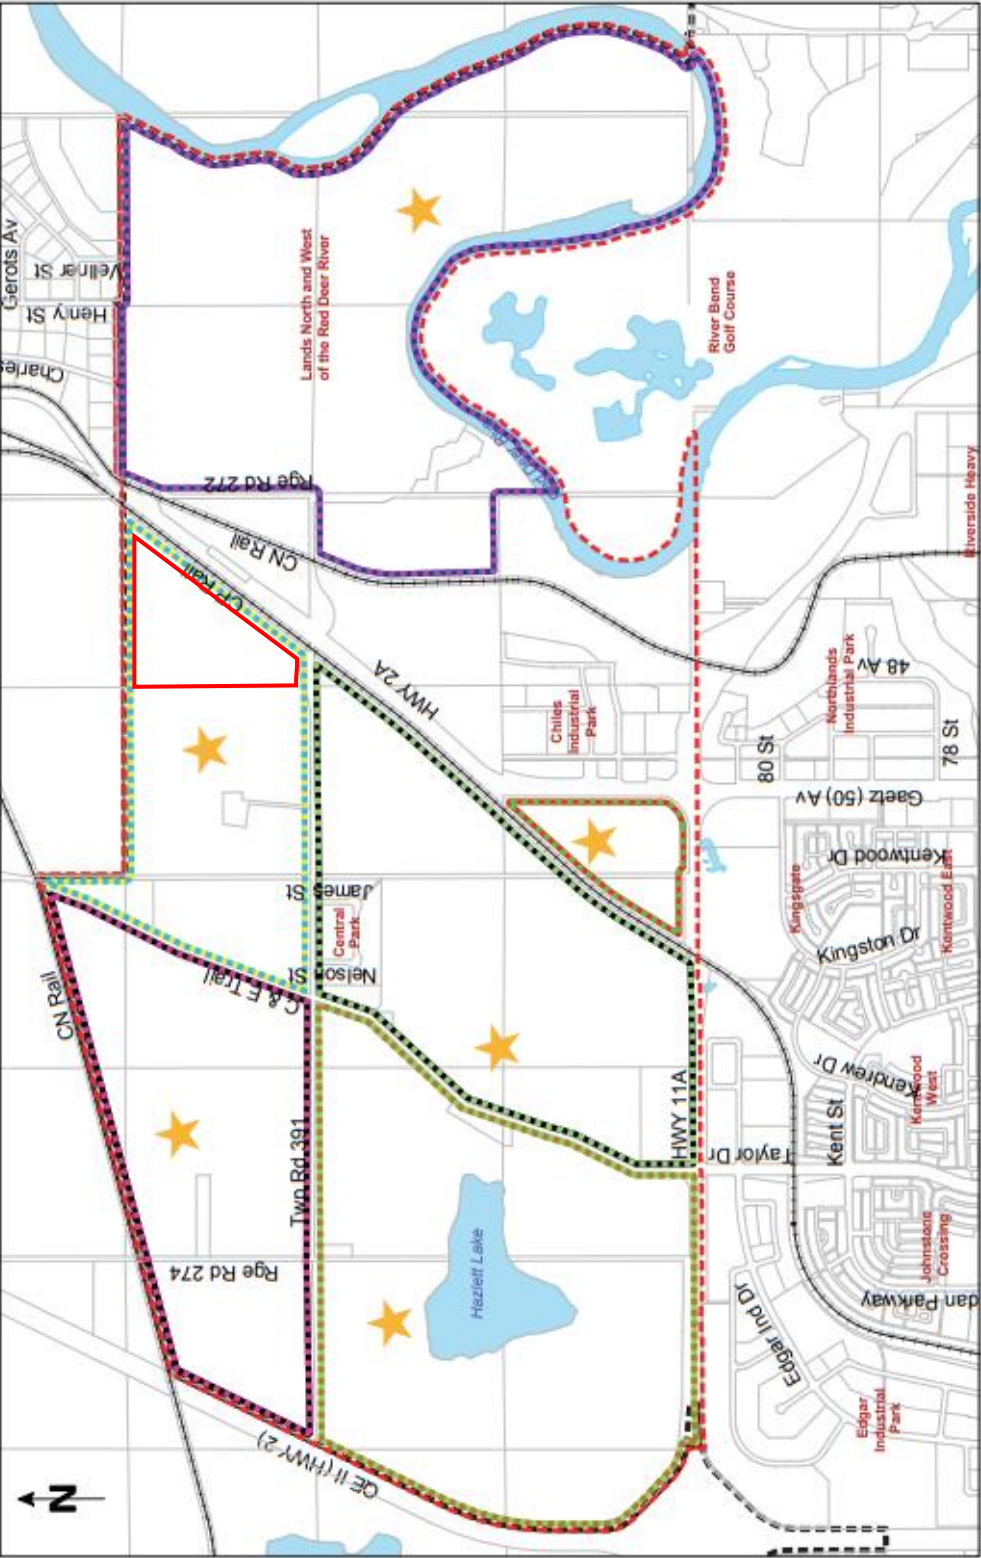 Gerots Av
Vellner St
Henry St
Charles
Lands North and West
of the Red Deer River
River Bend
Golf Course
Rge Rd 272
CN Rail
CP Rail
HWY 2A
Riverside Heavy
Chiles
Industrial
Park
48 Av
Northlands
Industrial Park
80 St
78 St
Gaetz (50) Av
Kentwood Dr
Kentwood East
Kingsgate
Kingston Dr
James St
Central
Park
Nelson St
C & E Trail
CN Rail
Kendrew Dr
Kentwood
West
HWY 11A
Taylor Dr
Kent St
Twp Rd 391
Rge Rd 274
Hazlett Lake
Johnstone
Crossing
dan Parkway
Edgar Ind Dr
Edgar
Industrial
Park
QE II (HWY 2)
N